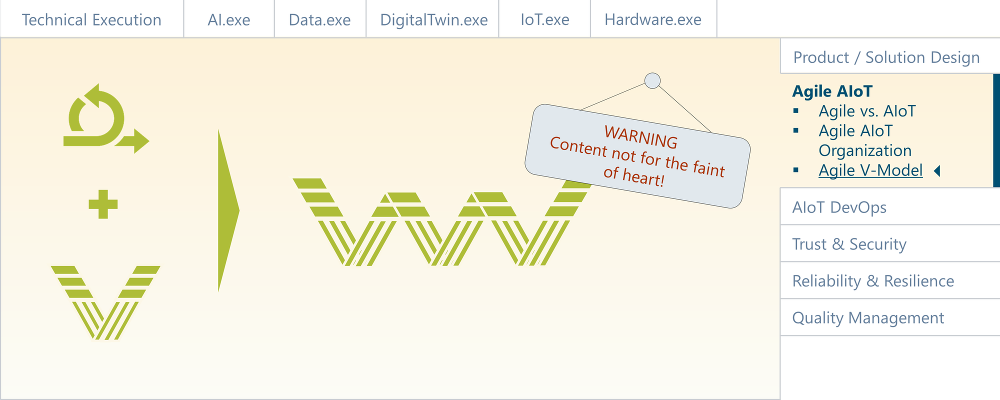 Technical Execution
AI.exe
Data.exe
DigitalTwin.exe
IoT.exe
Hardware.exe
WARNING
Content not for the faint
of heart!
Product / Solution Design
Agile AIoT
▪ Agile vs. AIoT
▪ Agile AIoT
Organization
▪ Agile V-Model
AIoT DevOps
Trust & Security
Reliability & Resilience
Quality Management